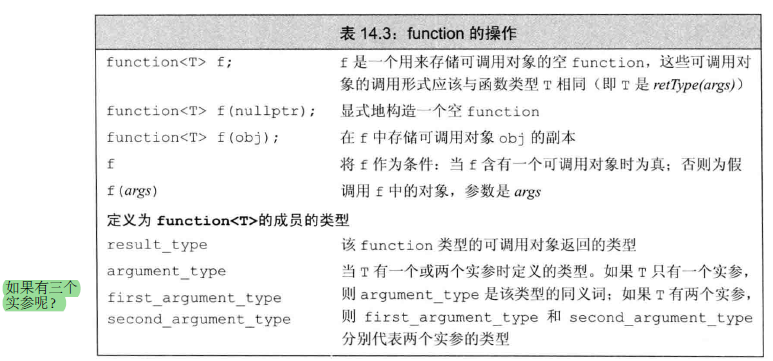 表 14.3：function 的操作
function<T> f; f 是一个用来存储可调用对象的空 function，这些可调用对
象的调用形式应该与函数类型 T 相同（即 T 是 retType(args)）
function<T> f(nullptr); 显式地构造一个空 function
function<T> f(obj); 在 f 中存储可调用对象 obj 的副本
f 将 f 作为条件：当 f 含有一个可调用对象时为真；否则为假
f(args) 调用 f 中的对象，参数是 args
定义为 function<T>的成员的类型
result_type 该 function 类型的可调用对象返回的类型
argument_type 当 T 有一个或两个实参时定义的类型。如果 T 只有一个实参，
first_argument_type 则 argument_type 是该类型的同义词；如果 T 有两个实参，
second_argument_type 则 first_argument_type 和 second_argument_type
分别代表两个实参的类型
如果有三个
实参呢？